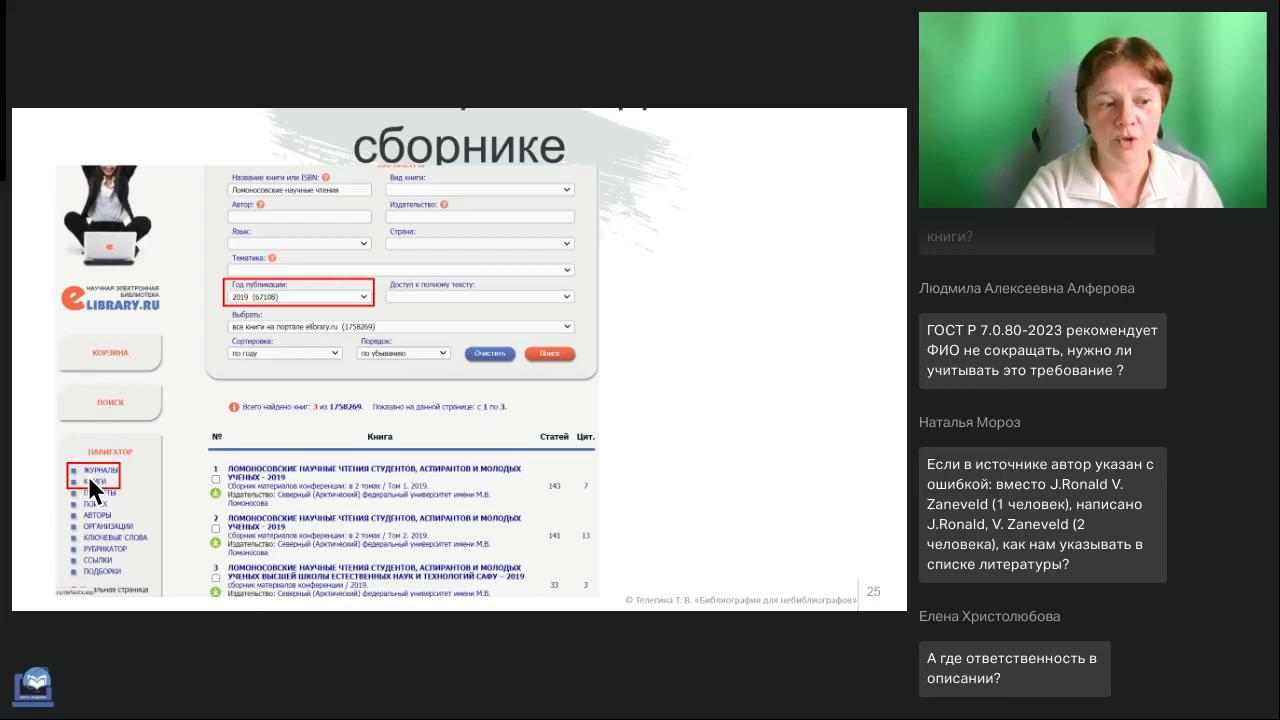 сборнике
Название книги или ISBN: ?
Вид книги:
Ломоносовские научные чтения
Автор: ?
Издательство: ?
Язык:
Страна:
Тематика: ?
Год публикации:
Доступ к полному тексту:
2019 (67108)
Выбрать:
все книги на портале elibrary.ru (1758269)
Сортировка:
Порядок:
по году
по убыванию
Очистить
Поиск
Всего найдено книг: 3 из 1758269. Показано на данной странице: с 1 по 3.
№ Книга Статей Цит.
1 ЛОМОНОСОВСКИЕ НАУЧНЫЕ ЧТЕНИЯ СТУДЕНТОВ, АСПИРАНТОВ И МОЛОДЫХ
УЧЕНЫХ - 2019
Сборник материалов конференции: в 2 томах / Том 1. 2019.
143 7
Издательство: Северный (Арктический) федеральный университет имени М.В.
Ломоносова
2 ЛОМОНОСОВСКИЕ НАУЧНЫЕ ЧТЕНИЯ СТУДЕНТОВ, АСПИРАНТОВ И МОЛОДЫХ
УЧЕНЫХ - 2019
Сборник материалов конференции: в 2 томах / Том 2. 2019.
141 13
Издательство: Северный (Арктический) федеральный университет имени М.В.
Ломоносова
3 ЛОМОНОСОВСКИЕ НАУЧНЫЕ ЧТЕНИЯ СТУДЕНТОВ, АСПИРАНТОВ И МОЛОДЫХ
УЧЕНЫХ ВЫСШЕЙ ШКОЛЫ ЕСТЕСТВЕННЫХ НАУК И ТЕХНОЛОГИЙ САФУ – 2019
сборник материалов конференции / 2019.
33 3
Издательство: Северный (Арктический) федеральный университет имени М.В.
НАУЧНАЯ ЭЛЕКТРОННАЯ
БИБЛИОТЕКА
eLIBRARY.RU
КОРЗИНА
ПОИСК
НАВИГАТОР
ЖУРНАЛЫ
АВТОРЫ
ОРГАНИЗАЦИИ
КЛЮЧЕВЫЕ СЛОВА
РУБРИКАТОР
ССЫЛКИ
ПОДБОРКИ
страница
© Телегина Т. В. «Библиография для небиблиографов»
25
книги?
Людмила Алексеевна Алферова
ГОСТ Р 7.0.80-2023 рекомендует
ФИО не сокращать, нужно ли
учитывать это требование ?
Наталья Мороз
Если в источнике автор указан с
ошибкой: вместо J.Ronald V.
Zaneveld (1 человек), написано
J.Ronald, V. Zaneveld (2
человека), как нам указывать в
списке литературы?
Елена Христолюбова
А где ответственность в
описании?